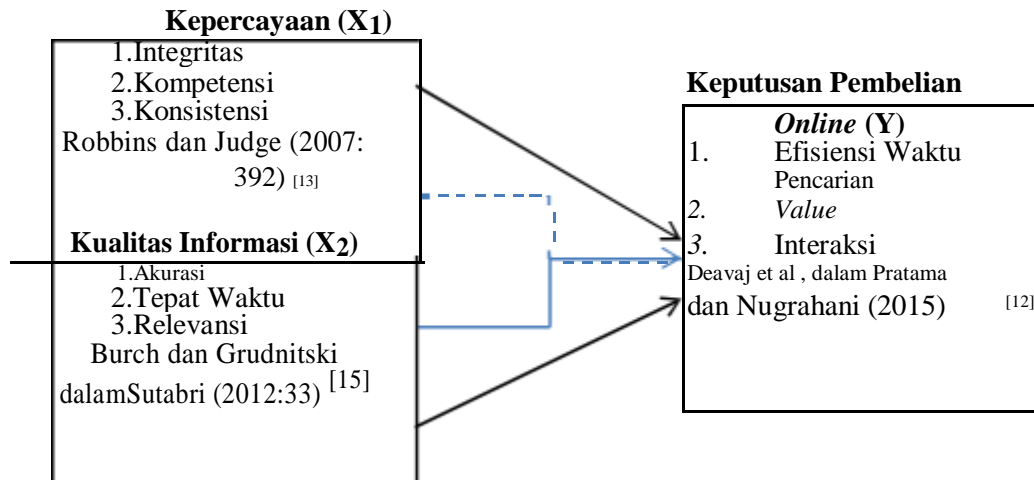 Kepercayaan (X1)
1.Integritas
2.Kompetensi
3.Konsistensi
Robbins dan Judge (2007:
392) [13]
Kualitas Informasi (X2)
1.Akurasi
2.Tepat Waktu
3.Relevansi
Burch dan Grudnitski
dalamSutabri (2012:33) [15]
Keputusan Pembelian
Online (Y)
1. Efisiensi Waktu
Pencarian
2. Value
3. Interaksi
Deavaj et al , dalam Pratama
dan Nugrahani (2015) [12]